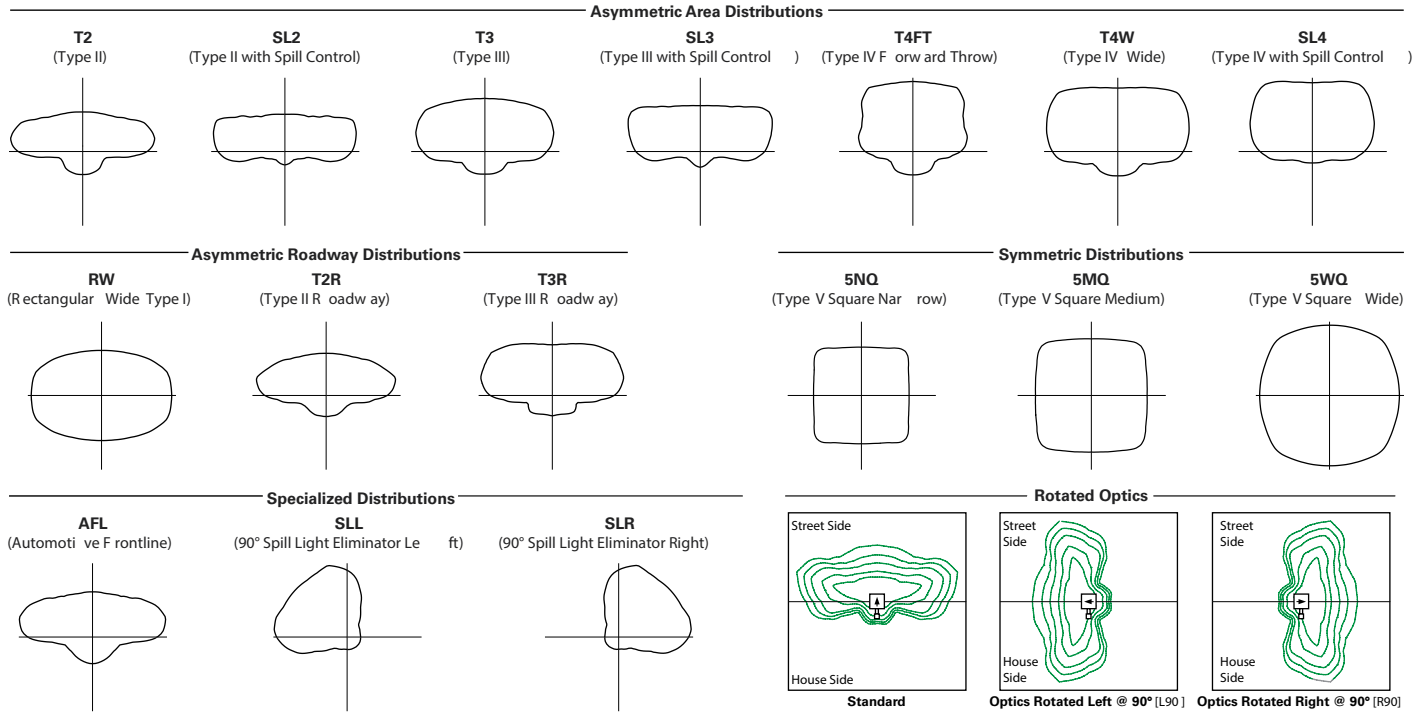 Asymmetric Area Distributions
T2 SL2 T3 SL3 T4FT T4W SL4
(Type II) (Type II with Spill Control) (Type III) (Type III with Spill Control ) (Type IV F orw ard Throw) (Type IV Wide) (Type IV with Spill Control )
Asymmetric Roadway Distributions
RW T2R T3R
(R ectangular Wide Type I) (Type II R oadw ay) (Type III R oadw ay)
Symmetric Distributions
5NQ 5MQ 5WQ
(Type V Square Nar row) (Type V Square Medium) (Type V Square Wide)
Specialized Distributions
AFL SLL SLR
(Automoti ve F rontline) (90° Spill Light Eliminator Le ft) (90° Spill Light Eliminator Right)
Rotated Optics
Street Side
House Side
Standard
Street
Side
House
Side
Optics Rotated Left @ 90° [L90 ]
Street
Side
House
Side
Optics Rotated Right @ 90° [R90]